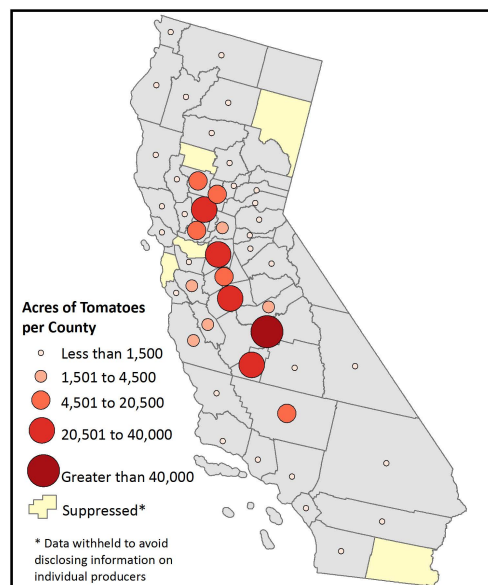 Acres of Tomatoes
per County
Less than 1,500
1,501 to 4,500
4,501 to 20,500
20,501 to 40,000
Greater than 40,000
Suppressed*
* Data withheld to avoid
disclosing information on
individual producers